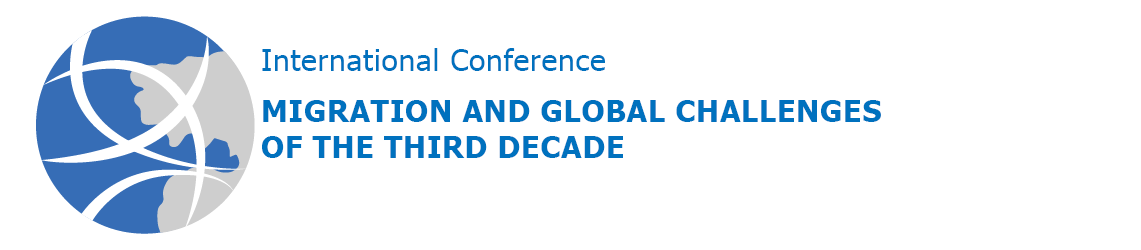 International Conference
MIGRATION AND GLOBAL CHALLENGES
OF THE THIRD DECADE